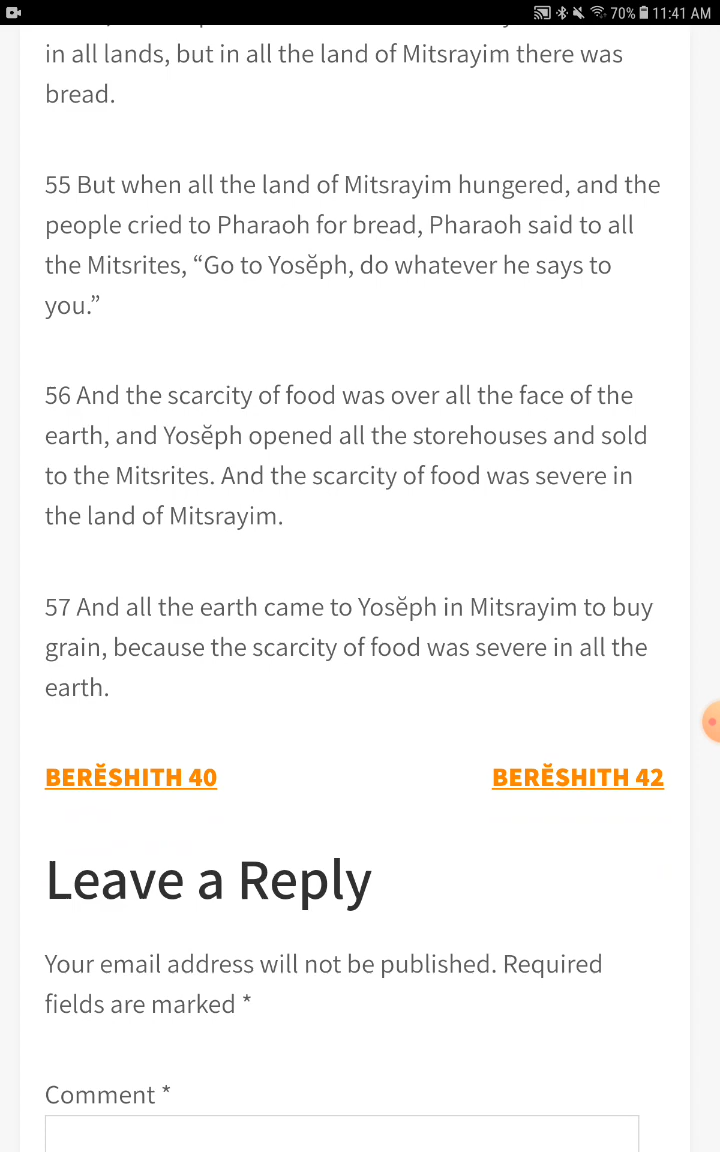 70% 11:41 AM
in all lands, but in all the land of Mitsrayim there was
bread.
55 But when all the land of Mitsrayim hungered, and the
people cried to Pharaoh for bread, Pharaoh said to all
the Mitsrites, “Go to Yosĕph, do whatever he says to
you.”
56 And the scarcity of food was over all the face of the
earth, and Yosĕph opened all the storehouses and sold
to the Mitsrites. And the scarcity of food was severe in
the land of Mitsrayim.
57 And all the earth came to Yosĕph in Mitsrayim to buy
grain, because the scarcity of food was severe in all the
earth.
BERĔSHITH 40 BERĔSHITH 42
Leave a Reply
Your email address will not be published. Required
fields are marked *
Comment *